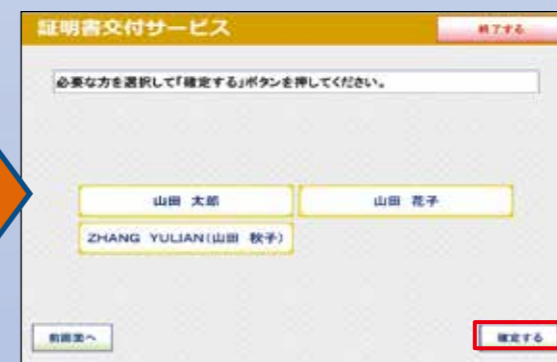 証明書交付サービス
終了する
必要な方を選択して「確定する」ボタンを押してください。
山田 太郎
山田 花子
ZHANG YULIAN(山田 秋子)
前画面へ
確定する